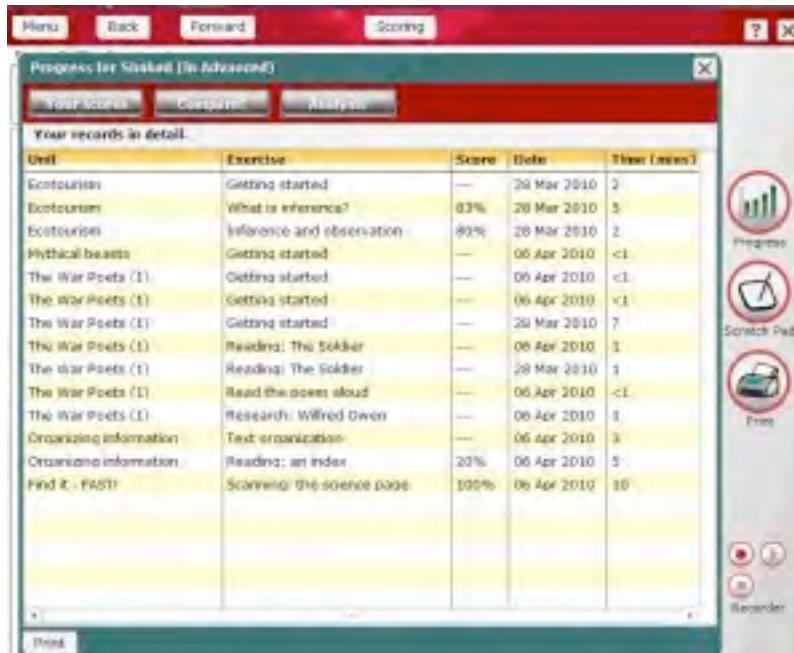 Menu Back Forward Scoring ? X
Progress for Shaked (in Advanced) X
Your scores Compare Analysis
Your records in detail
Unit Exercise Score Date Time (mins)
Ecotourism Getting started --- 28 Mar 2010 2
Ecotourism What is inference? 83% 28 Mar 2010 5
Ecotourism Inference and observation 80% 28 Mar 2010 2
Mythical beasts Getting started --- 06 Apr 2010 <1
The War Poets (1) Getting started --- 06 Apr 2010 <1
The War Poets (1) Getting started --- 06 Apr 2010 <1
The War Poets (1) Getting started --- 28 Mar 2010 7
The War Poets (1) Reading: The Soldier --- 06 Apr 2010 1
The War Poets (1) Reading: The Soldier --- 28 Mar 2010 1
The War Poets (1) Read the poem aloud --- 06 Apr 2010 <1
The War Poets (1) Research: Wilfred Owen --- 06 Apr 2010 1
Organizing information Text organization --- 06 Apr 2010 3
Organizing information Reading: an index 20% 06 Apr 2010 5
Find it - FAST! Scanning: the science page 100% 06 Apr 2010 10
Progress
Scratch Pad
Print
Recorder
Print